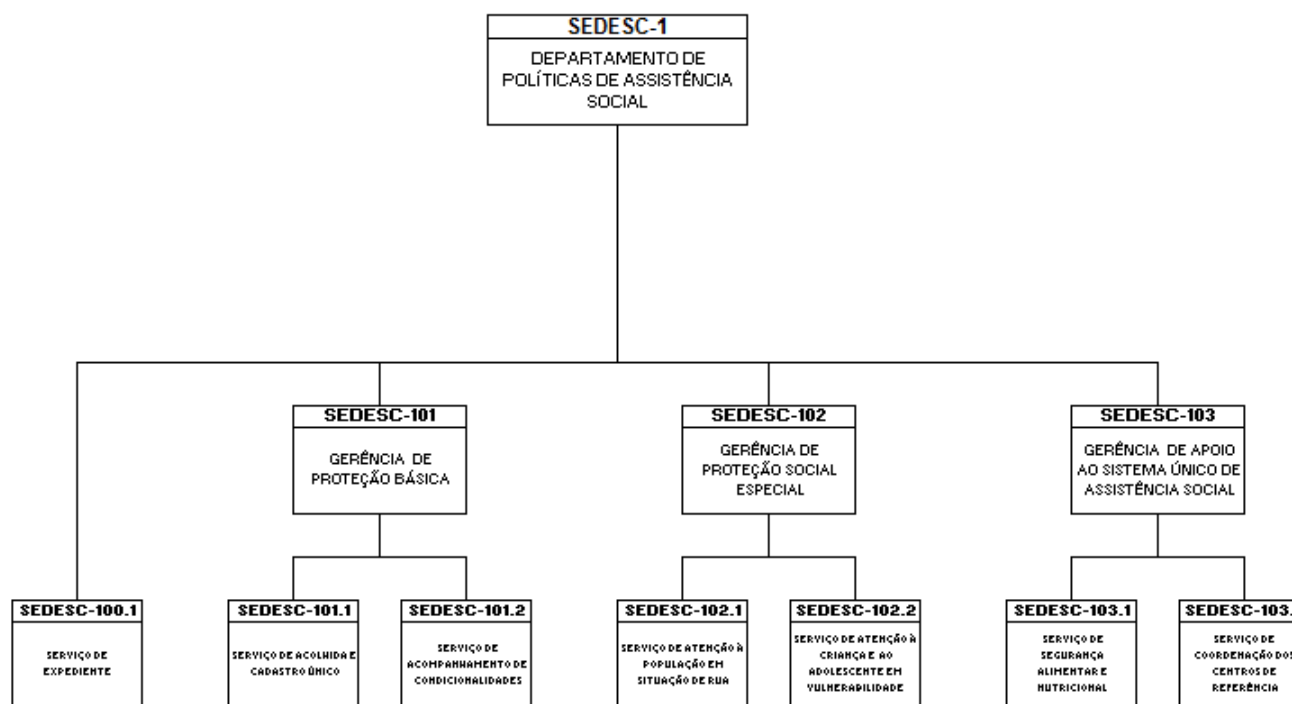 SEDESC-1
DEPARTAMENTO DE
POLÍTICAS DE ASSISTÊNCIA
SOCIAL
SEDESC-101
GERÊNCIA DE
PROTEÇÃO BÁSICA
SEDESC-102
GERÊNCIA DE
PROTEÇÃO SOCIAL
ESPECIAL
SEDESC-103
GERÊNCIA DE APOIO
AO SISTEMA ÚNICO DE
ASSISTÊNCIA SOCIAL
SEDESC-100.1
SERVIÇO DE
EXPEDIENTE
SEDESC-101.1
SERVIÇO DE ACOLHIDA E
CADASTRO ÚNICO
SEDESC-101.2
SERVIÇO DE
ACOMPANHAMENTO DE
CONDICIONALIDADES
SEDESC-102.1
SERVIÇO DE ATENÇÃO À
POPULAÇÃO EM
SITUAÇÃO DE RUA
SEDESC-102.2
SERVIÇO DE ATENÇÃO À
CRIANÇA E AO
ADOLESCENTE EM
VULNERABILIDADE
SEDESC-103.1
SERVIÇO DE
SEGURANÇA
ALIMENTAR E
NUTRICIONAL
SEDESC-103.
SERVIÇO DE
COORDENAÇÃO DOS
CENTROS DE
REFERÊNCIA